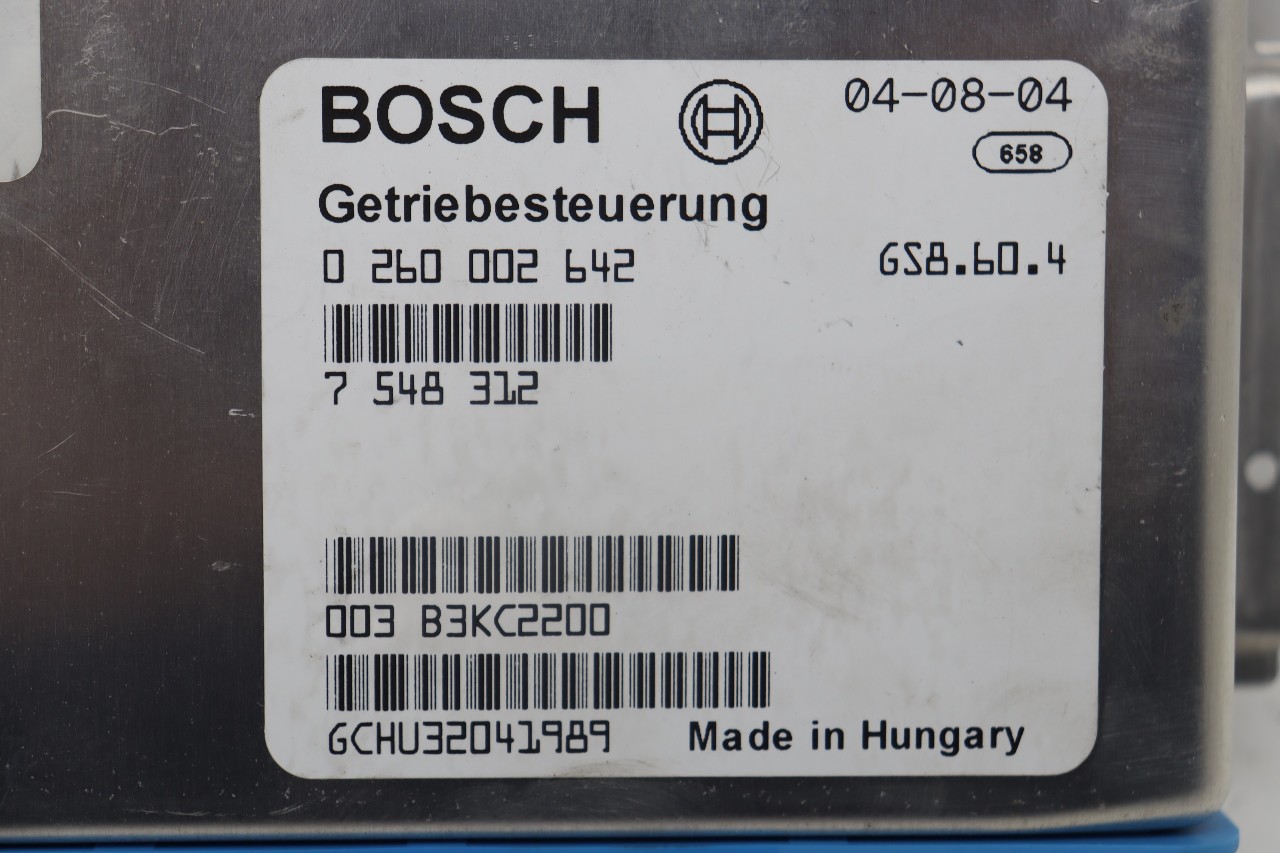 BOSCH 04-08-04
658
Getriebesteuerung
0 260 002 642 GS8.60.4
7 548 312
003 B3KC2200
GCHU32041989 Made in Hungary